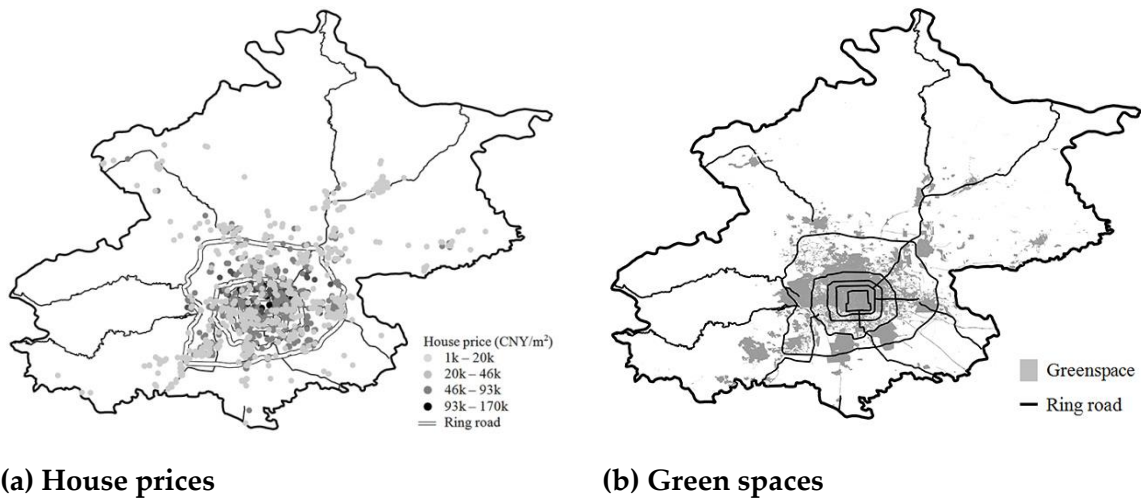 House price (CNY/m²)
1k – 20k
20k – 46k
46k – 93k
93k – 170k
Ring road
Greenspace
Ring road
(a) House prices
(b) Green spaces